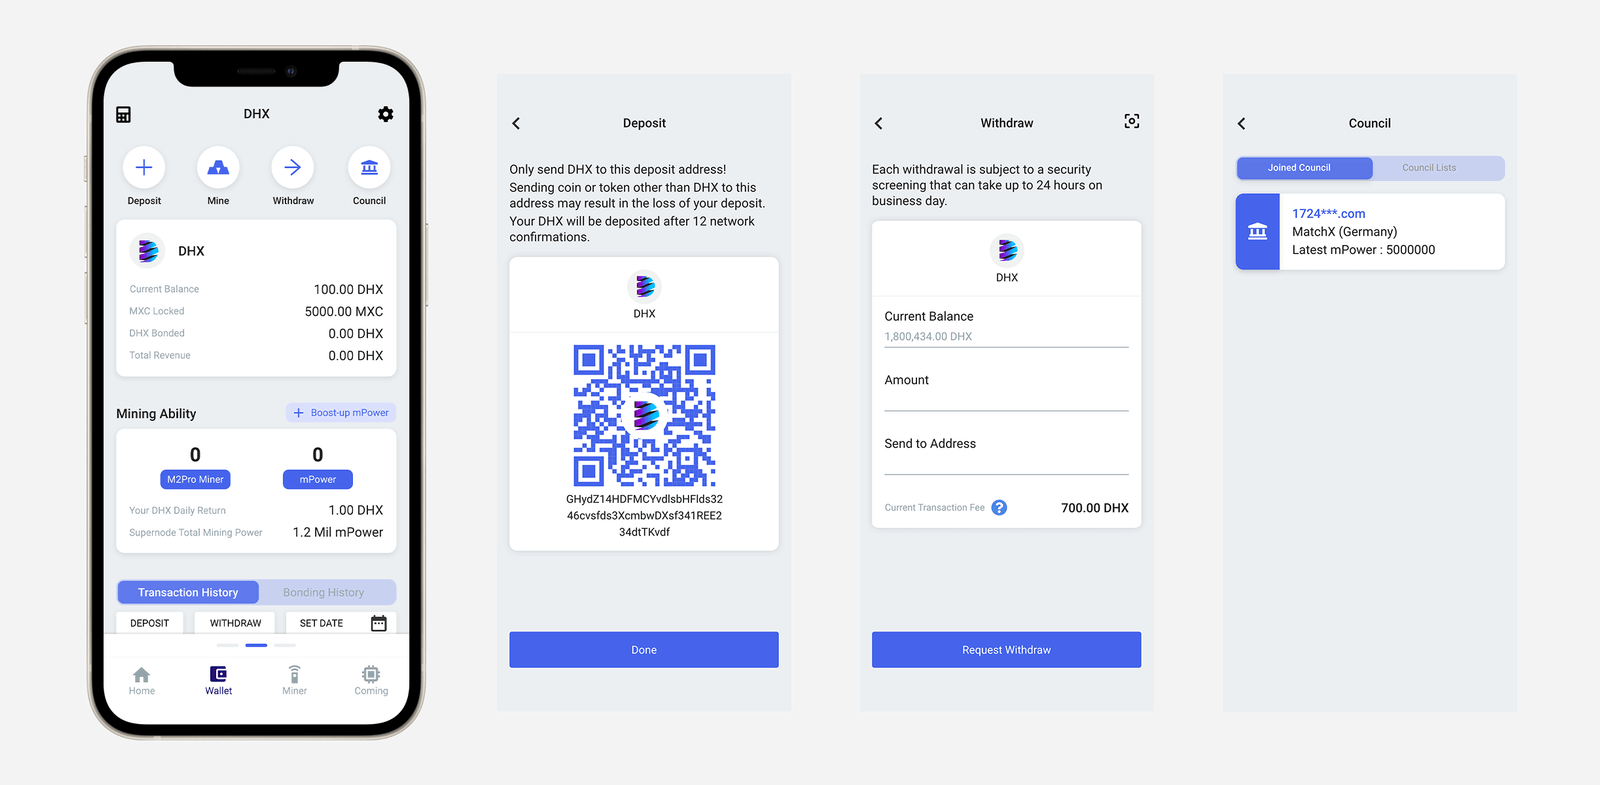 DHX
Deposit
Mine
Withdraw
Council
DHX
Current Balance 100.00 DHX
MXC Locked 5000.00 MXC
DHX Bonded 0.00 DHX
Total Revenue 0.00 DHX
Mining Ability
Boost-up mPower
0
M2Pro Miner
0
mPower
Your DHX Daily Return 1.00 DHX
Supernode Total Mining Power 1.2 Mil mPower
Transaction History
Bonding History
DEPOSIT
WITHDRAW
SET DATE
Home
Wallet
Miner
Coming
Deposit
Only send DHX to this deposit address!
Sending coin or token other than DHX to this
address may result in the loss of your deposit.
Your DHX will be deposited after 12 network
confirmations.
DHX
GHydZ14HDFMCYvdlsbHFlds32
46cvsfds3XcmbwDXsf341REE2
34dtTKvdf
Done
Withdraw
Each withdrawal is subject to a security
screening that can take up to 24 hours on
business day.
DHX
Current Balance
1,800,434.00 DHX
Amount
Send to Address
Current Transaction Fee ? 700.00 DHX
Request Withdraw
Council
Joined Council
Council Lists
1724***.com
MatchX (Germany)
Latest mPower : 5000000